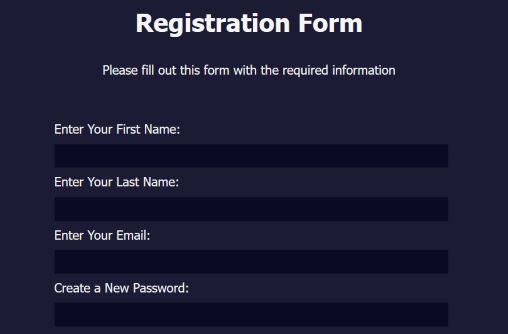 Registration Form
Please fill out this form with the required information
Enter Your First Name:
Enter Your Last Name:
Enter Your Email:
Create a New Password: